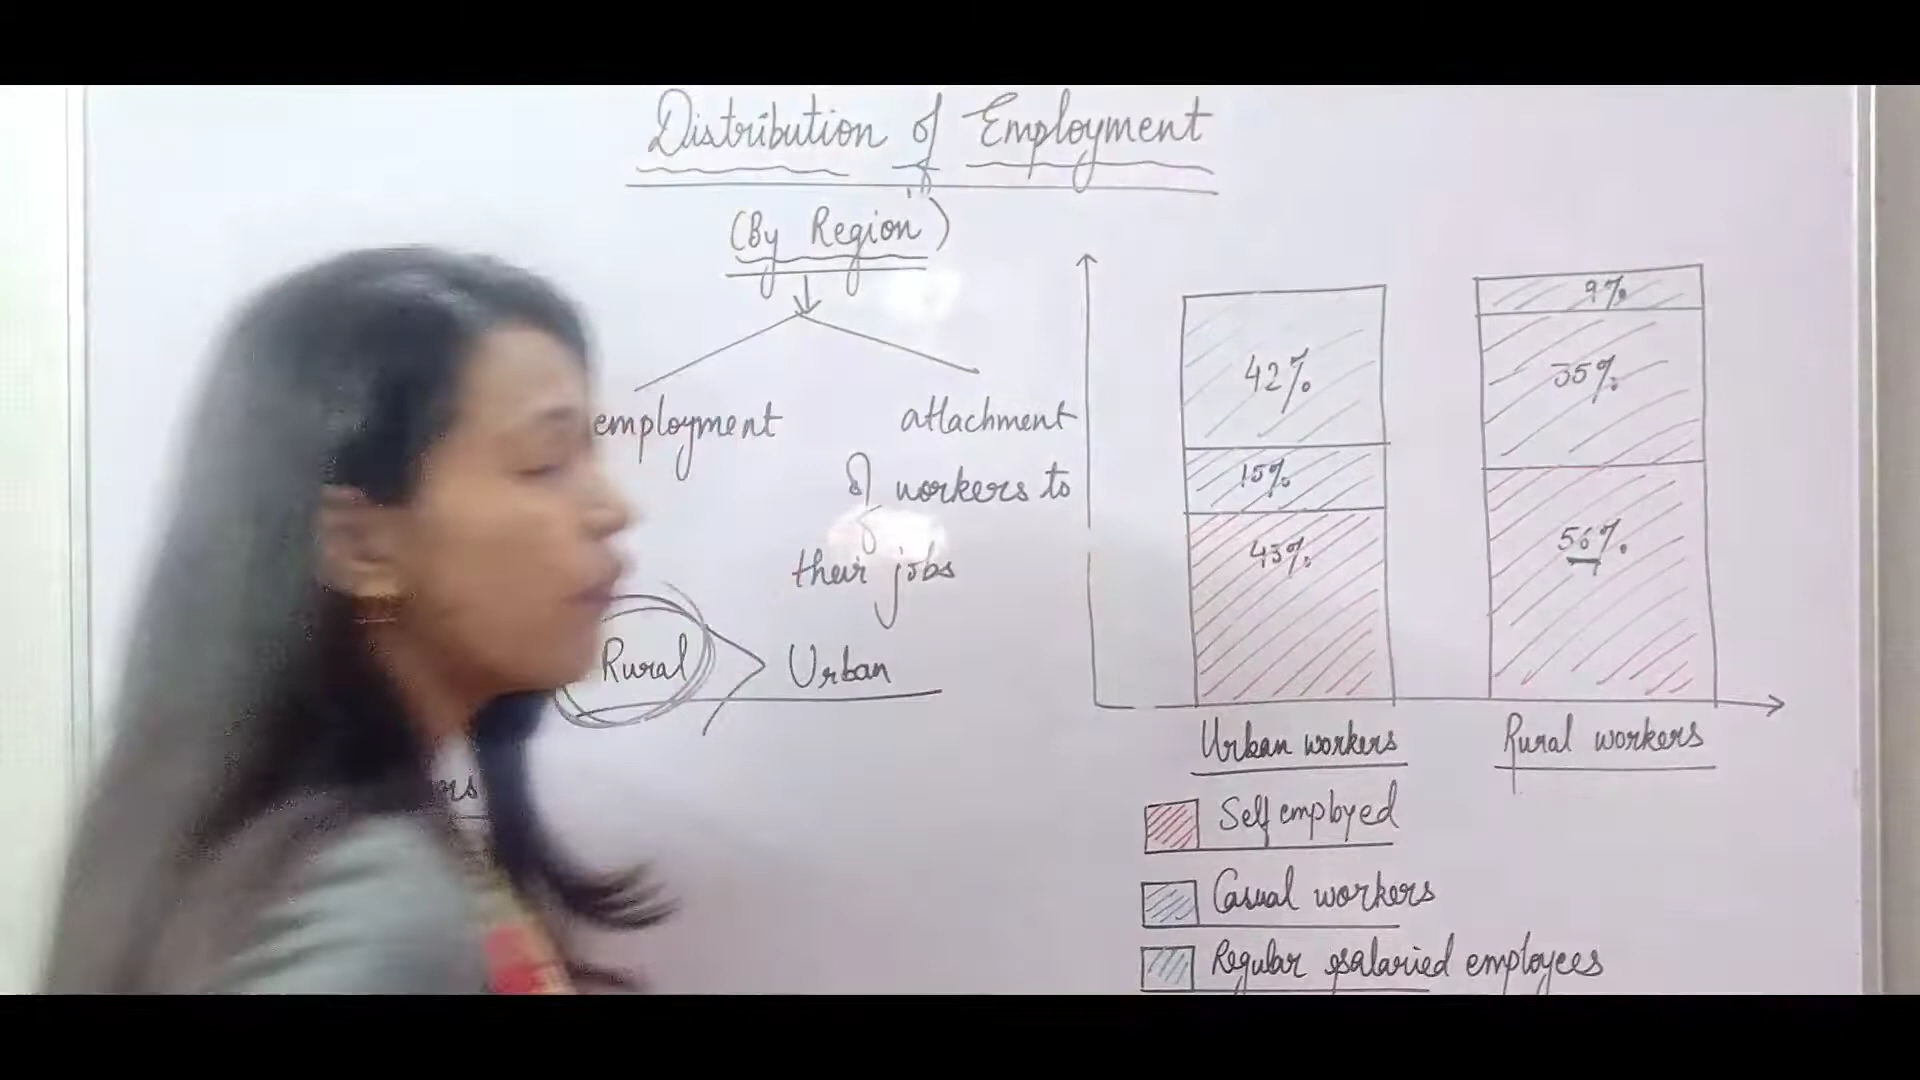 Distribution of Employment
(By Region)
employment
attachment
of workers to
their jobs
Rural > Urban
42%
15%
43%
9%
35%
56%
Urban workers
Rural workers
Self employed
Casual workers
Regular salaried employees